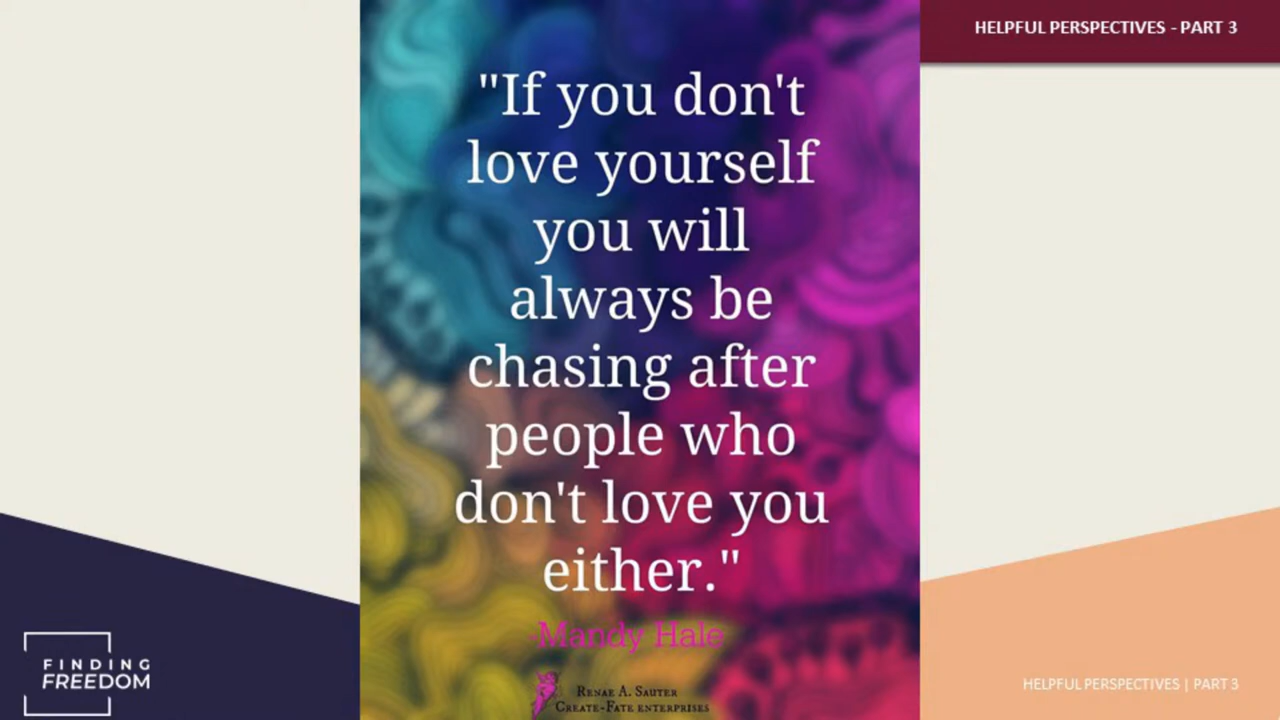 HELPFUL PERSPECTIVES - PART 3
"If you don't
love yourself
you will
always be
chasing after
people who
don't love you
either."
-Mandy Hale
RENAE A. SAUTER
CREATE-FATE ENTERPRISES
FINDING
FREEDOM
HELPFUL PERSPECTIVES | PART 3